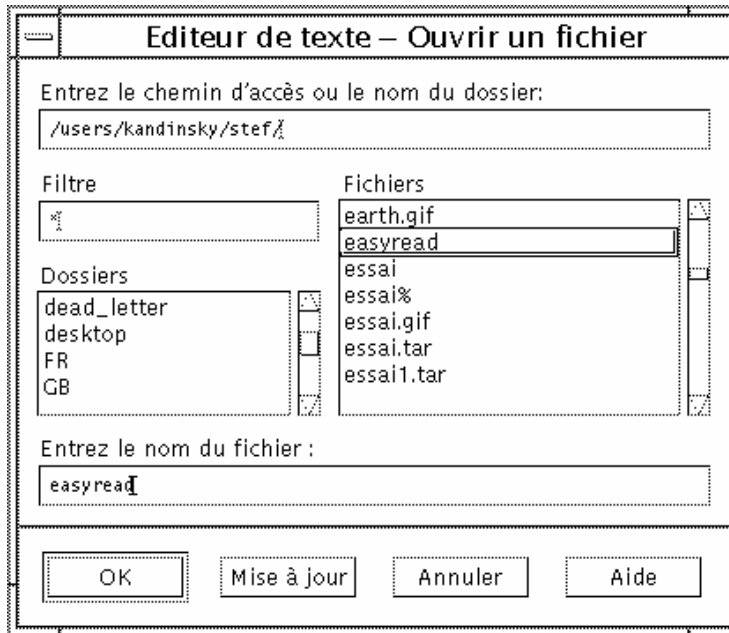 Editeur de texte – Ouvrir un fichier
Entrez le chemin d'accès ou le nom du dossier:
/users/kandinsky/stef/
Filtre
*
Fichiers
earth.gif
easyread
essai
essai%
essai.gif
essai.tar
essai1.tar
Dossiers
dead_letter
desktop
FR
GB
Entrez le nom du fichier :
easyread
OK Mise à jour Annuler Aide